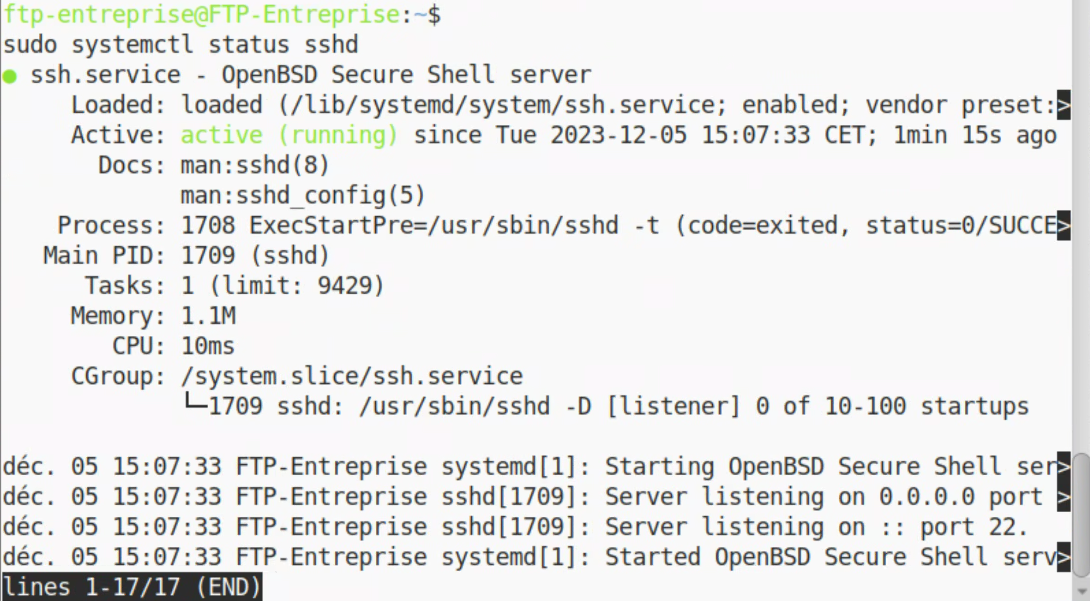 ftp-entreprise@FTP-Entreprise:~$
sudo systemctl status sshd
● ssh.service - OpenBSD Secure Shell server
     Loaded: loaded (/lib/systemd/system/ssh.service; enabled; vendor preset:>
     Active: active (running) since Tue 2023-12-05 15:07:33 CET; 1min 15s ago
       Docs: man:sshd(8)
             man:sshd_config(5)
    Process: 1708 ExecStartPre=/usr/sbin/sshd -t (code=exited, status=0/SUCCE>
   Main PID: 1709 (sshd)
      Tasks: 1 (limit: 9429)
     Memory: 1.1M
        CPU: 10ms
     CGroup: /system.slice/ssh.service
             └─1709 sshd: /usr/sbin/sshd -D [listener] 0 of 10-100 startups

déc. 05 15:07:33 FTP-Entreprise systemd[1]: Starting OpenBSD Secure Shell ser>
déc. 05 15:07:33 FTP-Entreprise sshd[1709]: Server listening on 0.0.0.0 port >
déc. 05 15:07:33 FTP-Entreprise sshd[1709]: Server listening on :: port 22.
déc. 05 15:07:33 FTP-Entreprise systemd[1]: Started OpenBSD Secure Shell serv>
lines 1-17/17 (END)